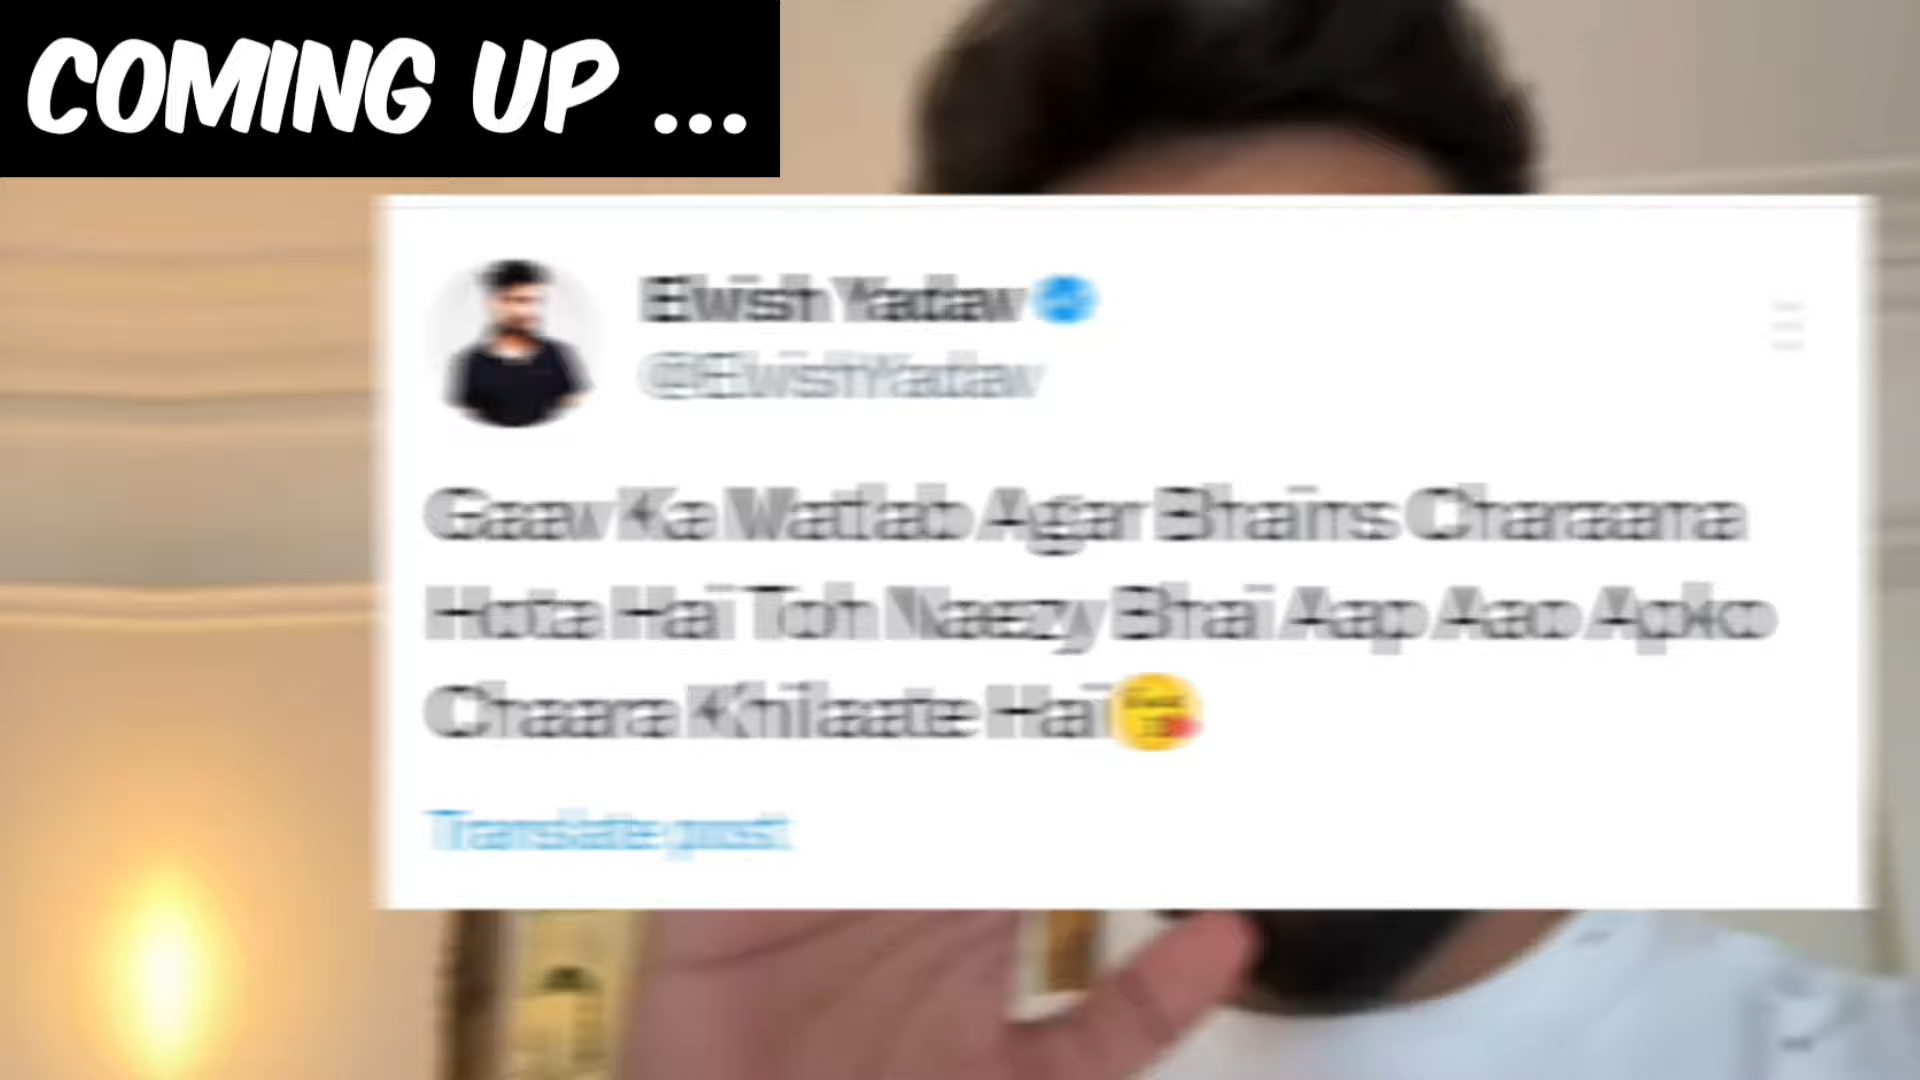 COMING UP ...
Elvish Yadav
@ElvishYadav
Gaav Ka Matlab Agar Bhains Charaana
Hota Hai Toh Naezy Bhai Aap Aao Apko
Chaara Khilaate Hai😘
Translate post